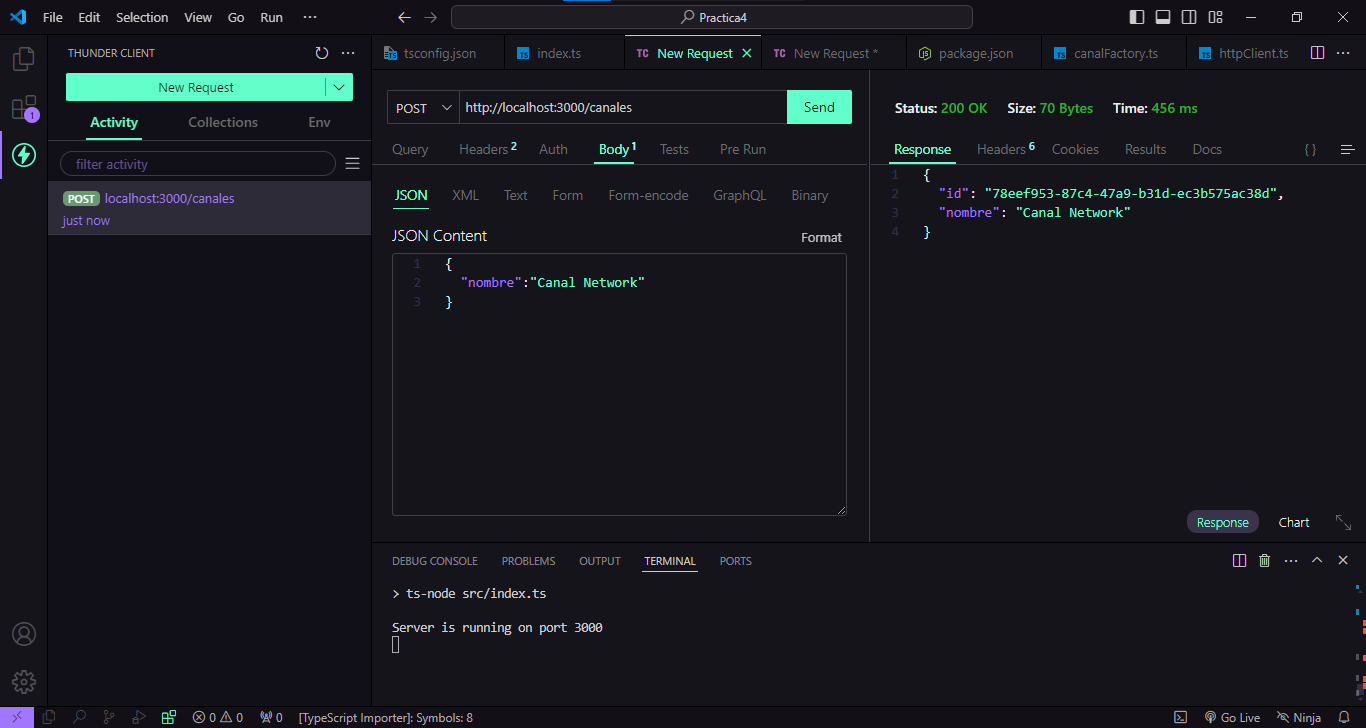 File Edit Selection View Go Run ··· Practica4
THUNDER CLIENT
New Request
Activity Collections Env
filter activity
POST localhost:3000/canales
just now
1
tsconfig.json TS index.ts TC New Request TC New Request * package.json TS canalFactory.ts TS httpClient.ts
POST http://localhost:3000/canales Send
Query Headers 2 Auth Body 1 Tests Pre Run
JSON XML Text Form Form-encode GraphQL Binary
JSON Content Format
1 {
2 "nombre":"Canal Network"
3 }
Status: 200 OK Size: 70 Bytes Time: 456 ms
Response Headers 6 Cookies Results Docs { }
1 {
2 "id": "78eef953-87c4-47a9-b31d-ec3b575ac38d",
3 "nombre": "Canal Network"
4 }
Response Chart
DEBUG CONSOLE PROBLEMS OUTPUT TERMINAL PORTS
> ts-node src/index.ts
Server is running on port 3000
0 0 0 [TypeScript Importer]: Symbols: 8 Go Live Ninja